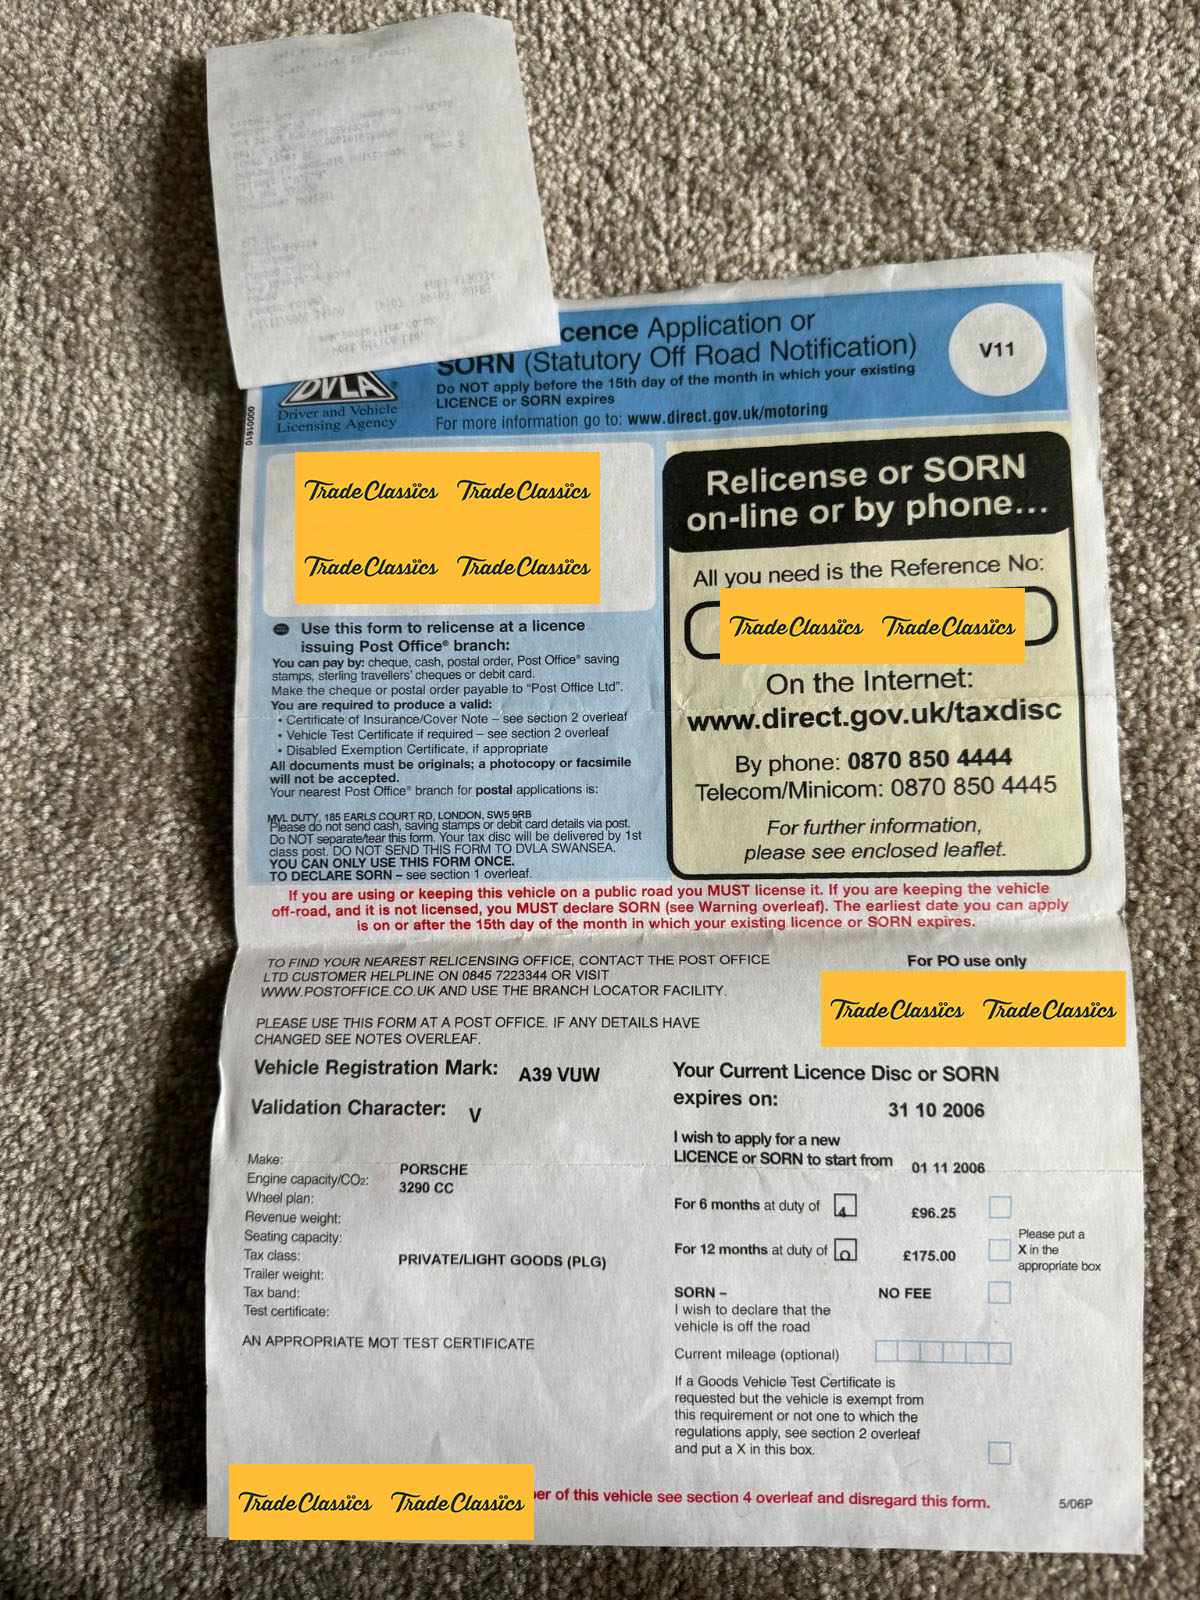 cence Application or
SORN (Statutory Off Road Notification)
Do NOT apply before the 15th day of the month in which your existing
LICENCE or SORN expires
For more information go to: www.direct.gov.uk/motoring
V11
DVLA
Driver and Vehicle
Licensing Agency
Trade Classics Trade Classics
Trade Classics Trade Classics
Use this form to relicense at a licence
issuing Post Office® branch:
You can pay by: cheque, cash, postal order, Post Office® saving
stamps, sterling travellers' cheques or debit card.
Make the cheque or postal order payable to “Post Office Ltd”.
You are required to produce a valid:
• Certificate of Insurance/Cover Note – see section 2 overleaf
• Vehicle Test Certificate if required – see section 2 overleaf
• Disabled Exemption Certificate, if appropriate
All documents must be originals; a photocopy or facsimile
will not be accepted.
Your nearest Post Office® branch for postal applications is:
MVL DUTY, 185 EARLS COURT RD, LONDON, SW5 9RB
Please do not send cash, saving stamps or debit card details via post.
Do NOT separate/tear this form. Your tax disc will be delivered by 1st
class post. DO NOT SEND THIS FORM TO DVLA SWANSEA.
YOU CAN ONLY USE THIS FORM ONCE.
TO DECLARE SORN – see section 1 overleaf.
Relicense or SORN
on-line or by phone...
All you need is the Reference No:
Trade Classics Trade Classics
On the Internet:
www.direct.gov.uk/taxdisc
By phone: 0870 850 4444
Telecom/Minicom: 0870 850 4445
For further information,
please see enclosed leaflet.
If you are using or keeping this vehicle on a public road you MUST license it. If you are keeping the vehicle
off-road, and it is not licensed, you MUST declare SORN (see Warning overleaf). The earliest date you can apply
is on or after the 15th day of the month in which your existing licence or SORN expires.
TO FIND YOUR NEAREST RELICENSING OFFICE, CONTACT THE POST OFFICE
LTD CUSTOMER HELPLINE ON 0845 7223344 OR VISIT
WWW.POSTOFFICE.CO.UK AND USE THE BRANCH LOCATOR FACILITY.
PLEASE USE THIS FORM AT A POST OFFICE. IF ANY DETAILS HAVE
CHANGED SEE NOTES OVERLEAF.
For PO use only
Trade Classics Trade Classics
Vehicle Registration Mark: A39 VUW
Validation Character: V
Make: PORSCHE
Engine capacity/CO2: 3290 CC
Wheel plan:
Revenue weight:
Seating capacity:
Tax class: PRIVATE/LIGHT GOODS (PLG)
Trailer weight:
Tax band:
Test certificate:
AN APPROPRIATE MOT TEST CERTIFICATE
Your Current Licence Disc or SORN
expires on: 31 10 2006
I wish to apply for a new
LICENCE or SORN to start from 01 11 2006
For 6 months at duty of 4 £96.25
For 12 months at duty of £175.00
Please put a
X in the
appropriate box
SORN – NO FEE
I wish to declare that the
vehicle is off the road
Current mileage (optional)
If a Goods Vehicle Test Certificate is
requested but the vehicle is exempt from
this requirement or not one to which the
regulations apply, see section 2 overleaf
and put a X in this box.
Trade Classics Trade Classics
er of this vehicle see section 4 overleaf and disregard this form.
5/06P